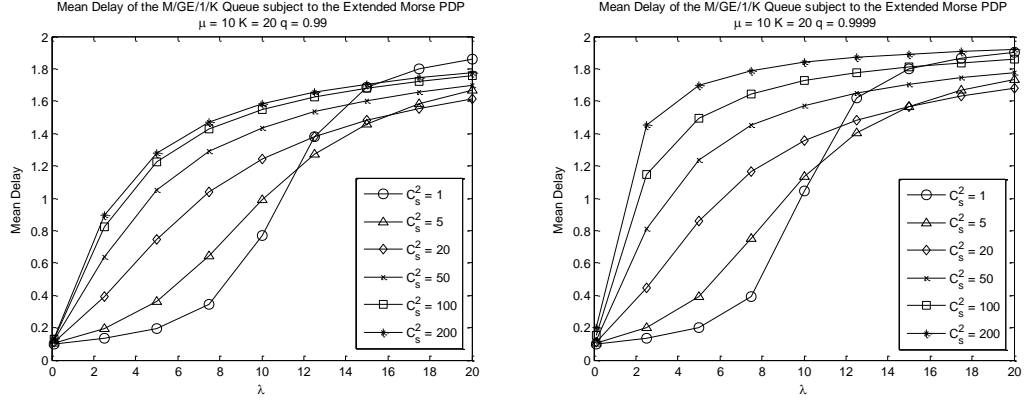 Mean Delay of the M/GE/1/K Queue subject to the Extended Morse PDP
μ = 10 K = 20 q = 0.99
2
1.8
1.6
1.4
1.2
1
0.8
0.6
0.4
0.2
0
Mean Delay
0 2 4 6 8 10 12 14 16 18 20
λ
C_s^2 = 1
C_s^2 = 5
C_s^2 = 20
C_s^2 = 50
C_s^2 = 100
C_s^2 = 200
Mean Delay of the M/GE/1/K Queue subject to the Extended Morse PDP
μ = 10 K = 20 q = 0.9999
2
1.8
1.6
1.4
1.2
1
0.8
0.6
0.4
0.2
0
Mean Delay
0 2 4 6 8 10 12 14 16 18 20
λ
C_s^2 = 1
C_s^2 = 5
C_s^2 = 20
C_s^2 = 50
C_s^2 = 100
C_s^2 = 200